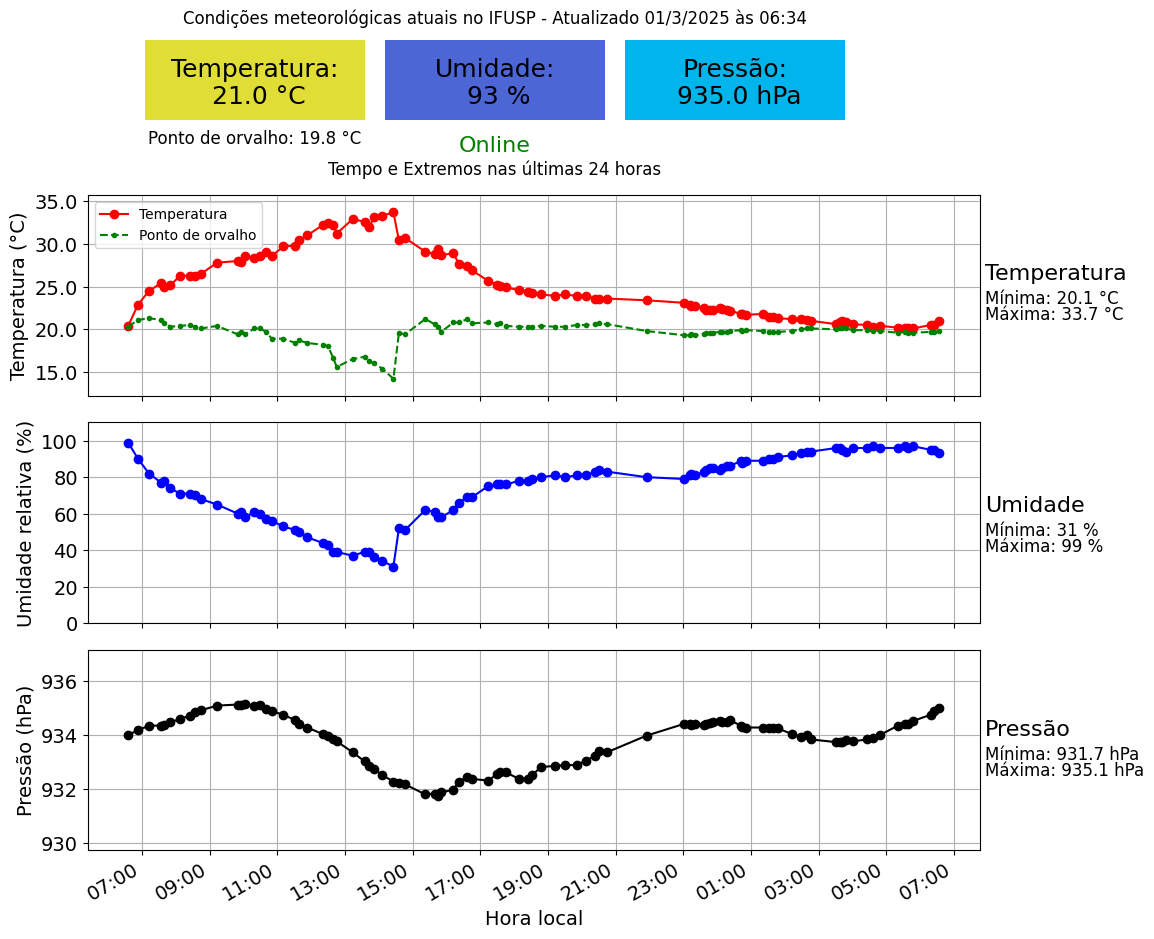 Condições meteorológicas atuais no IFUSP - Atualizado 01/3/2025 às 06:34
Temperatura:
21.0 °C
Umidade:
93 %
Pressão:
935.0 hPa
Ponto de orvalho: 19.8 °C
Online
Tempo e Extremos nas últimas 24 horas
Temperatura (°C)
35.0
30.0
25.0
20.0
15.0
Temperatura
Ponto de orvalho
Temperatura
Mínima: 20.1 °C
Máxima: 33.7 °C
Umidade relativa (%)
100
80
60
40
20
0
Umidade
Mínima: 31 %
Máxima: 99 %
Pressão (hPa)
936
934
932
930
Pressão
Mínima: 931.7 hPa
Máxima: 935.1 hPa
07:00
09:00
11:00
13:00
15:00
17:00
19:00
21:00
23:00
01:00
03:00
05:00
07:00
Hora local